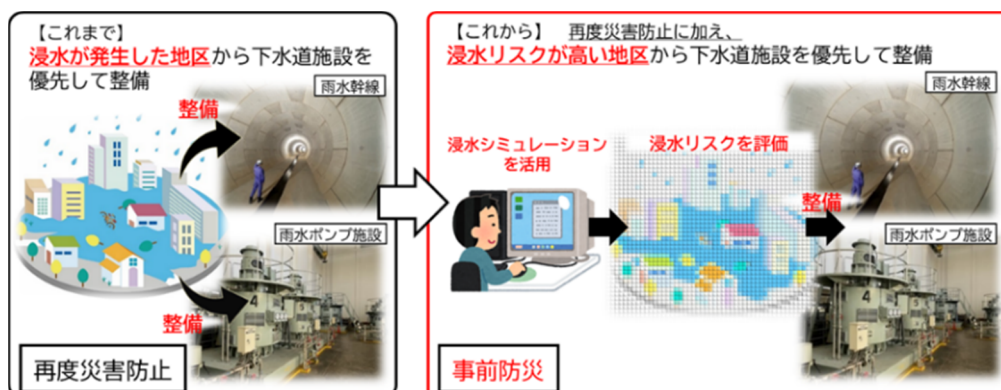 【これまで】
浸水が発生した地区から下水道施設を
優先して整備
雨水幹線
整備
雨水ポンプ施設
4
整備
再度災害防止
【これから】 再度災害防止に加え、
浸水リスクが高い地区から下水道施設を優先して整備
雨水幹線
浸水シミュレーション
を活用
浸水リスクを評価
整備
雨水ポンプ施設
4
事前防災